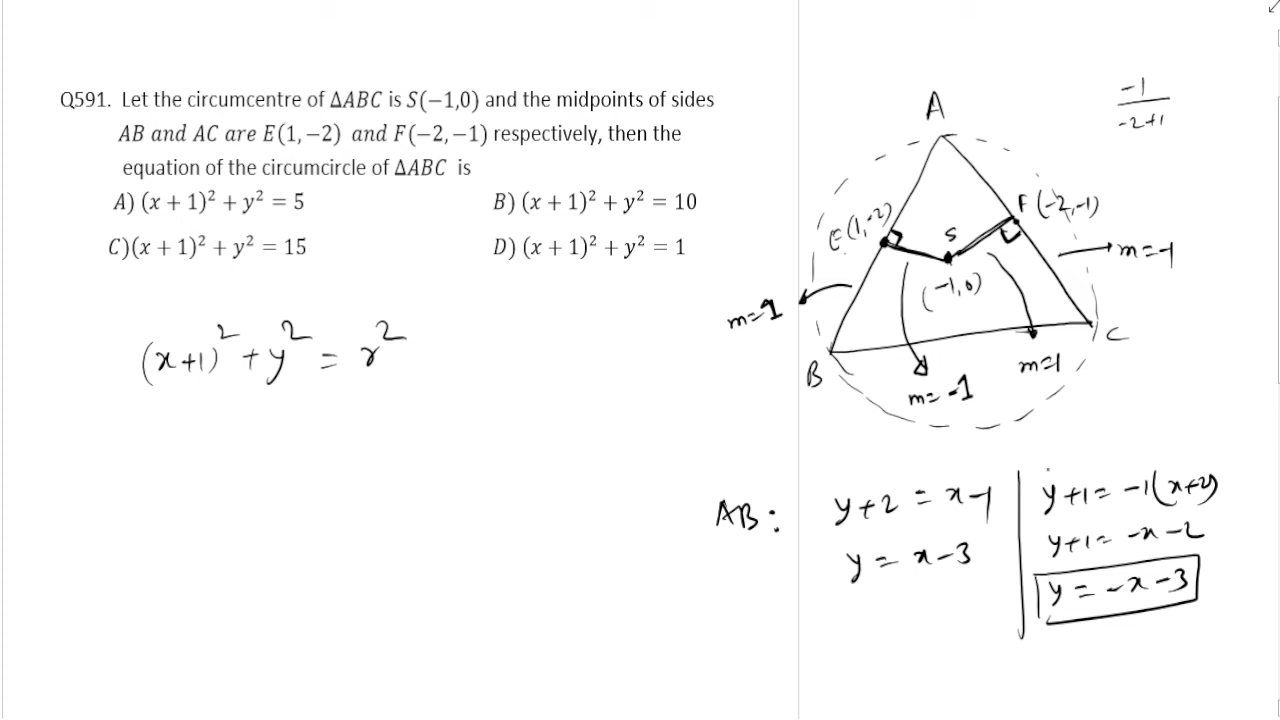 Q591. Let the circumcentre of ΔABC is S(−1,0) and the midpoints of sides
AB and AC are E(1,−2) and F(−2,−1) respectively, then the
equation of the circumcircle of ΔABC is
A) (x + 1)² + y² = 5
B) (x + 1)² + y² = 10
C)(x + 1)² + y² = 15
D) (x + 1)² + y² = 1
(x+1)² + y² = r²
-1
-2+1
A
E(1,-2)
F(-2,-1)
S
(-1,0)
m=-1
m=1
m=1
m=-1
B
C
AB:
y+2 = x-1
y = x-3
y+1 = -1(x+2)
y+1 = -x-2
y = -x-3